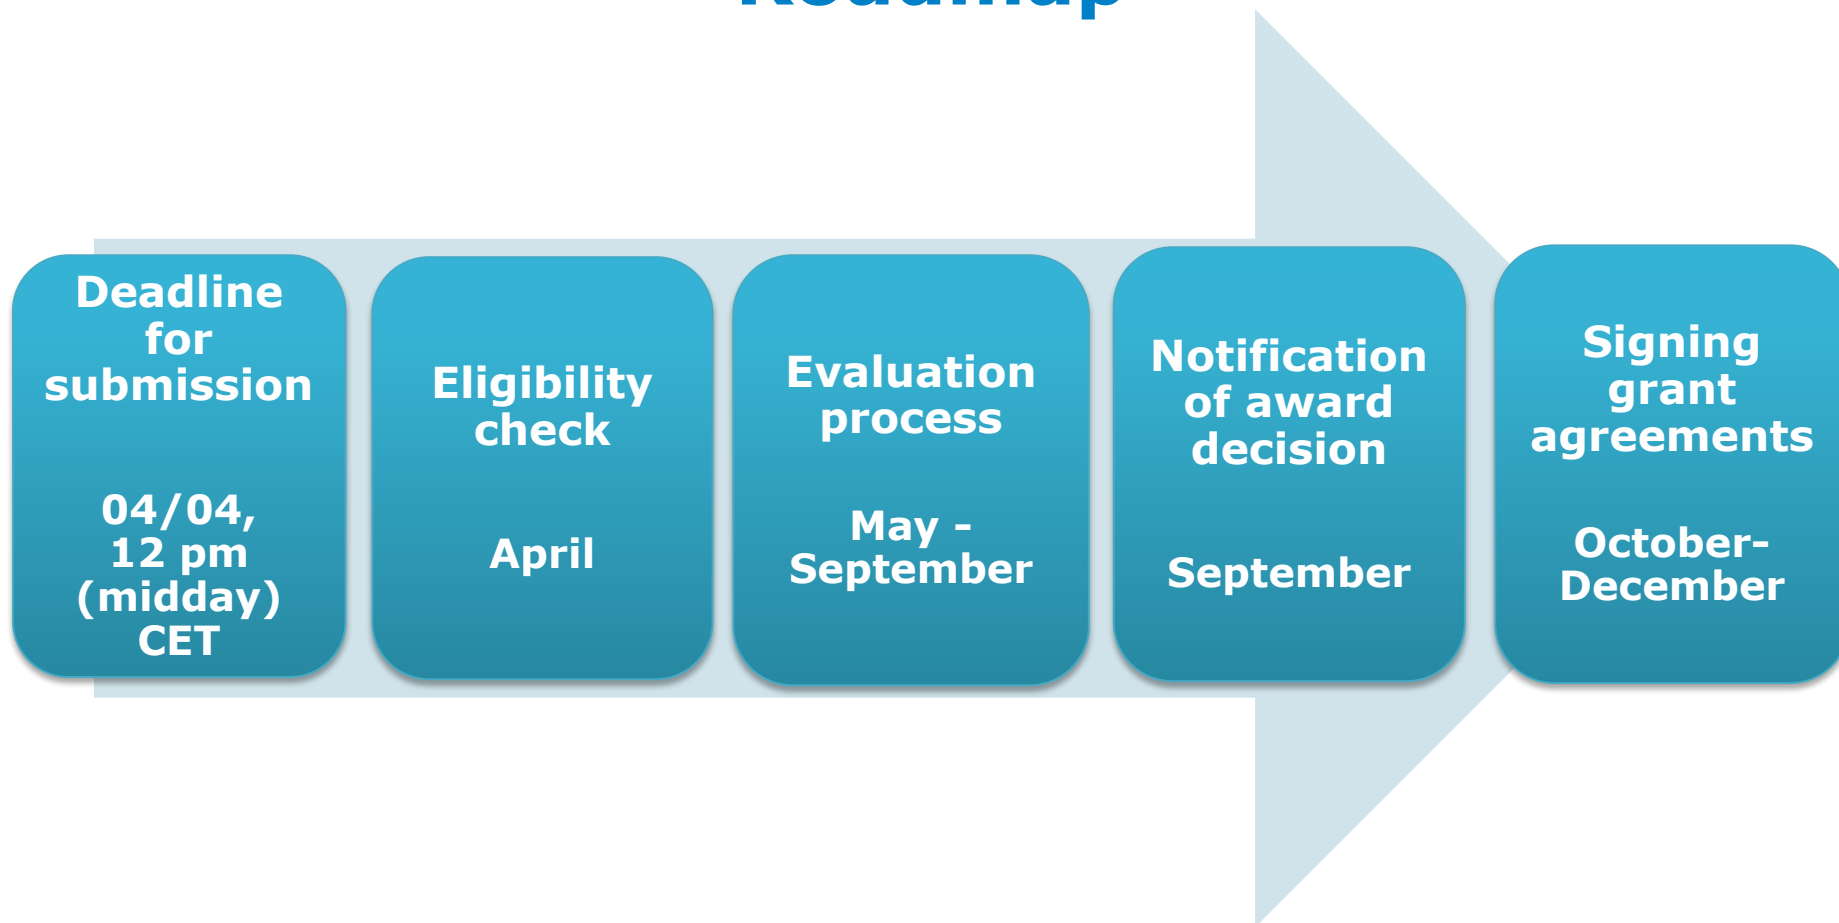 Roadmap
Deadline
for
submission
04/04,
12 pm
(midday)
CET
Eligibility
check
April
Evaluation
process
May –
September
Notification
of award
decision
September
Signing
grant
agreements
October–
December